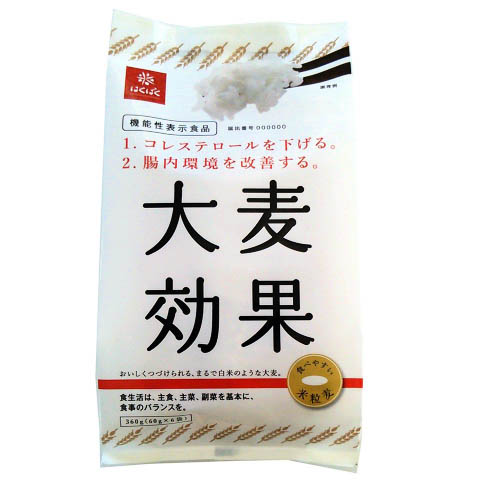 はくばく
調理例
機能性表示食品
届出番号 000000
1. コレステロールを下げる。
2. 腸内環境を改善する。
大麦
効果
おいしくつづけられる、まるで白米のような大麦。
食べやすい
米粒麦
食生活は、主食、主菜、副菜を基本に、
食事のバランスを。
360g(60g×6袋)